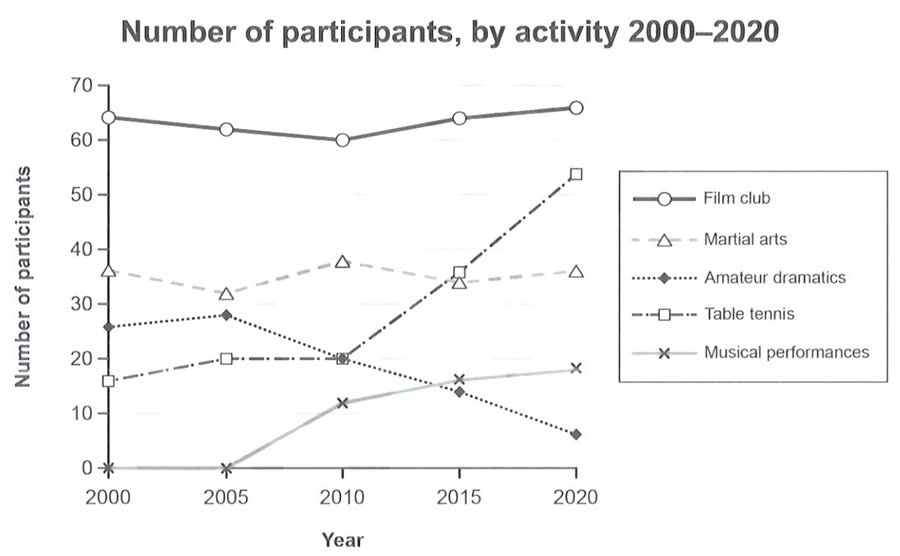 Number of participants, by activity 2000–2020
Number of participants
70
60
50
40
30
20
10
0
2000 2005 2010 2015 2020
Year
Film club
Martial arts
Amateur dramatics
Table tennis
Musical performances